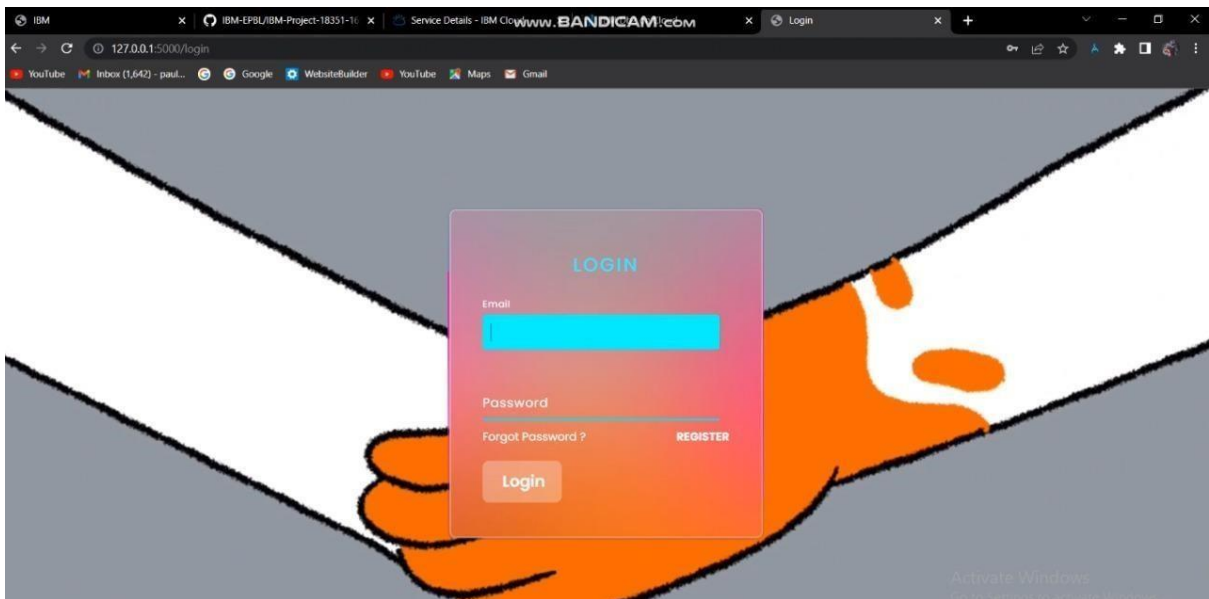 IBM
IBM-EPBL/IBM-Project-18351-16
Service Details - IBM Cloud
www.BANDICAM.COM
Login
127.0.0.1:5000/login
YouTube
Inbox (1,642) - paul...
Google
WebsiteBuilder
YouTube
Maps
Gmail
LOGIN
Email
Password
Forgot Password ? REGISTER
Login
Activate Windows